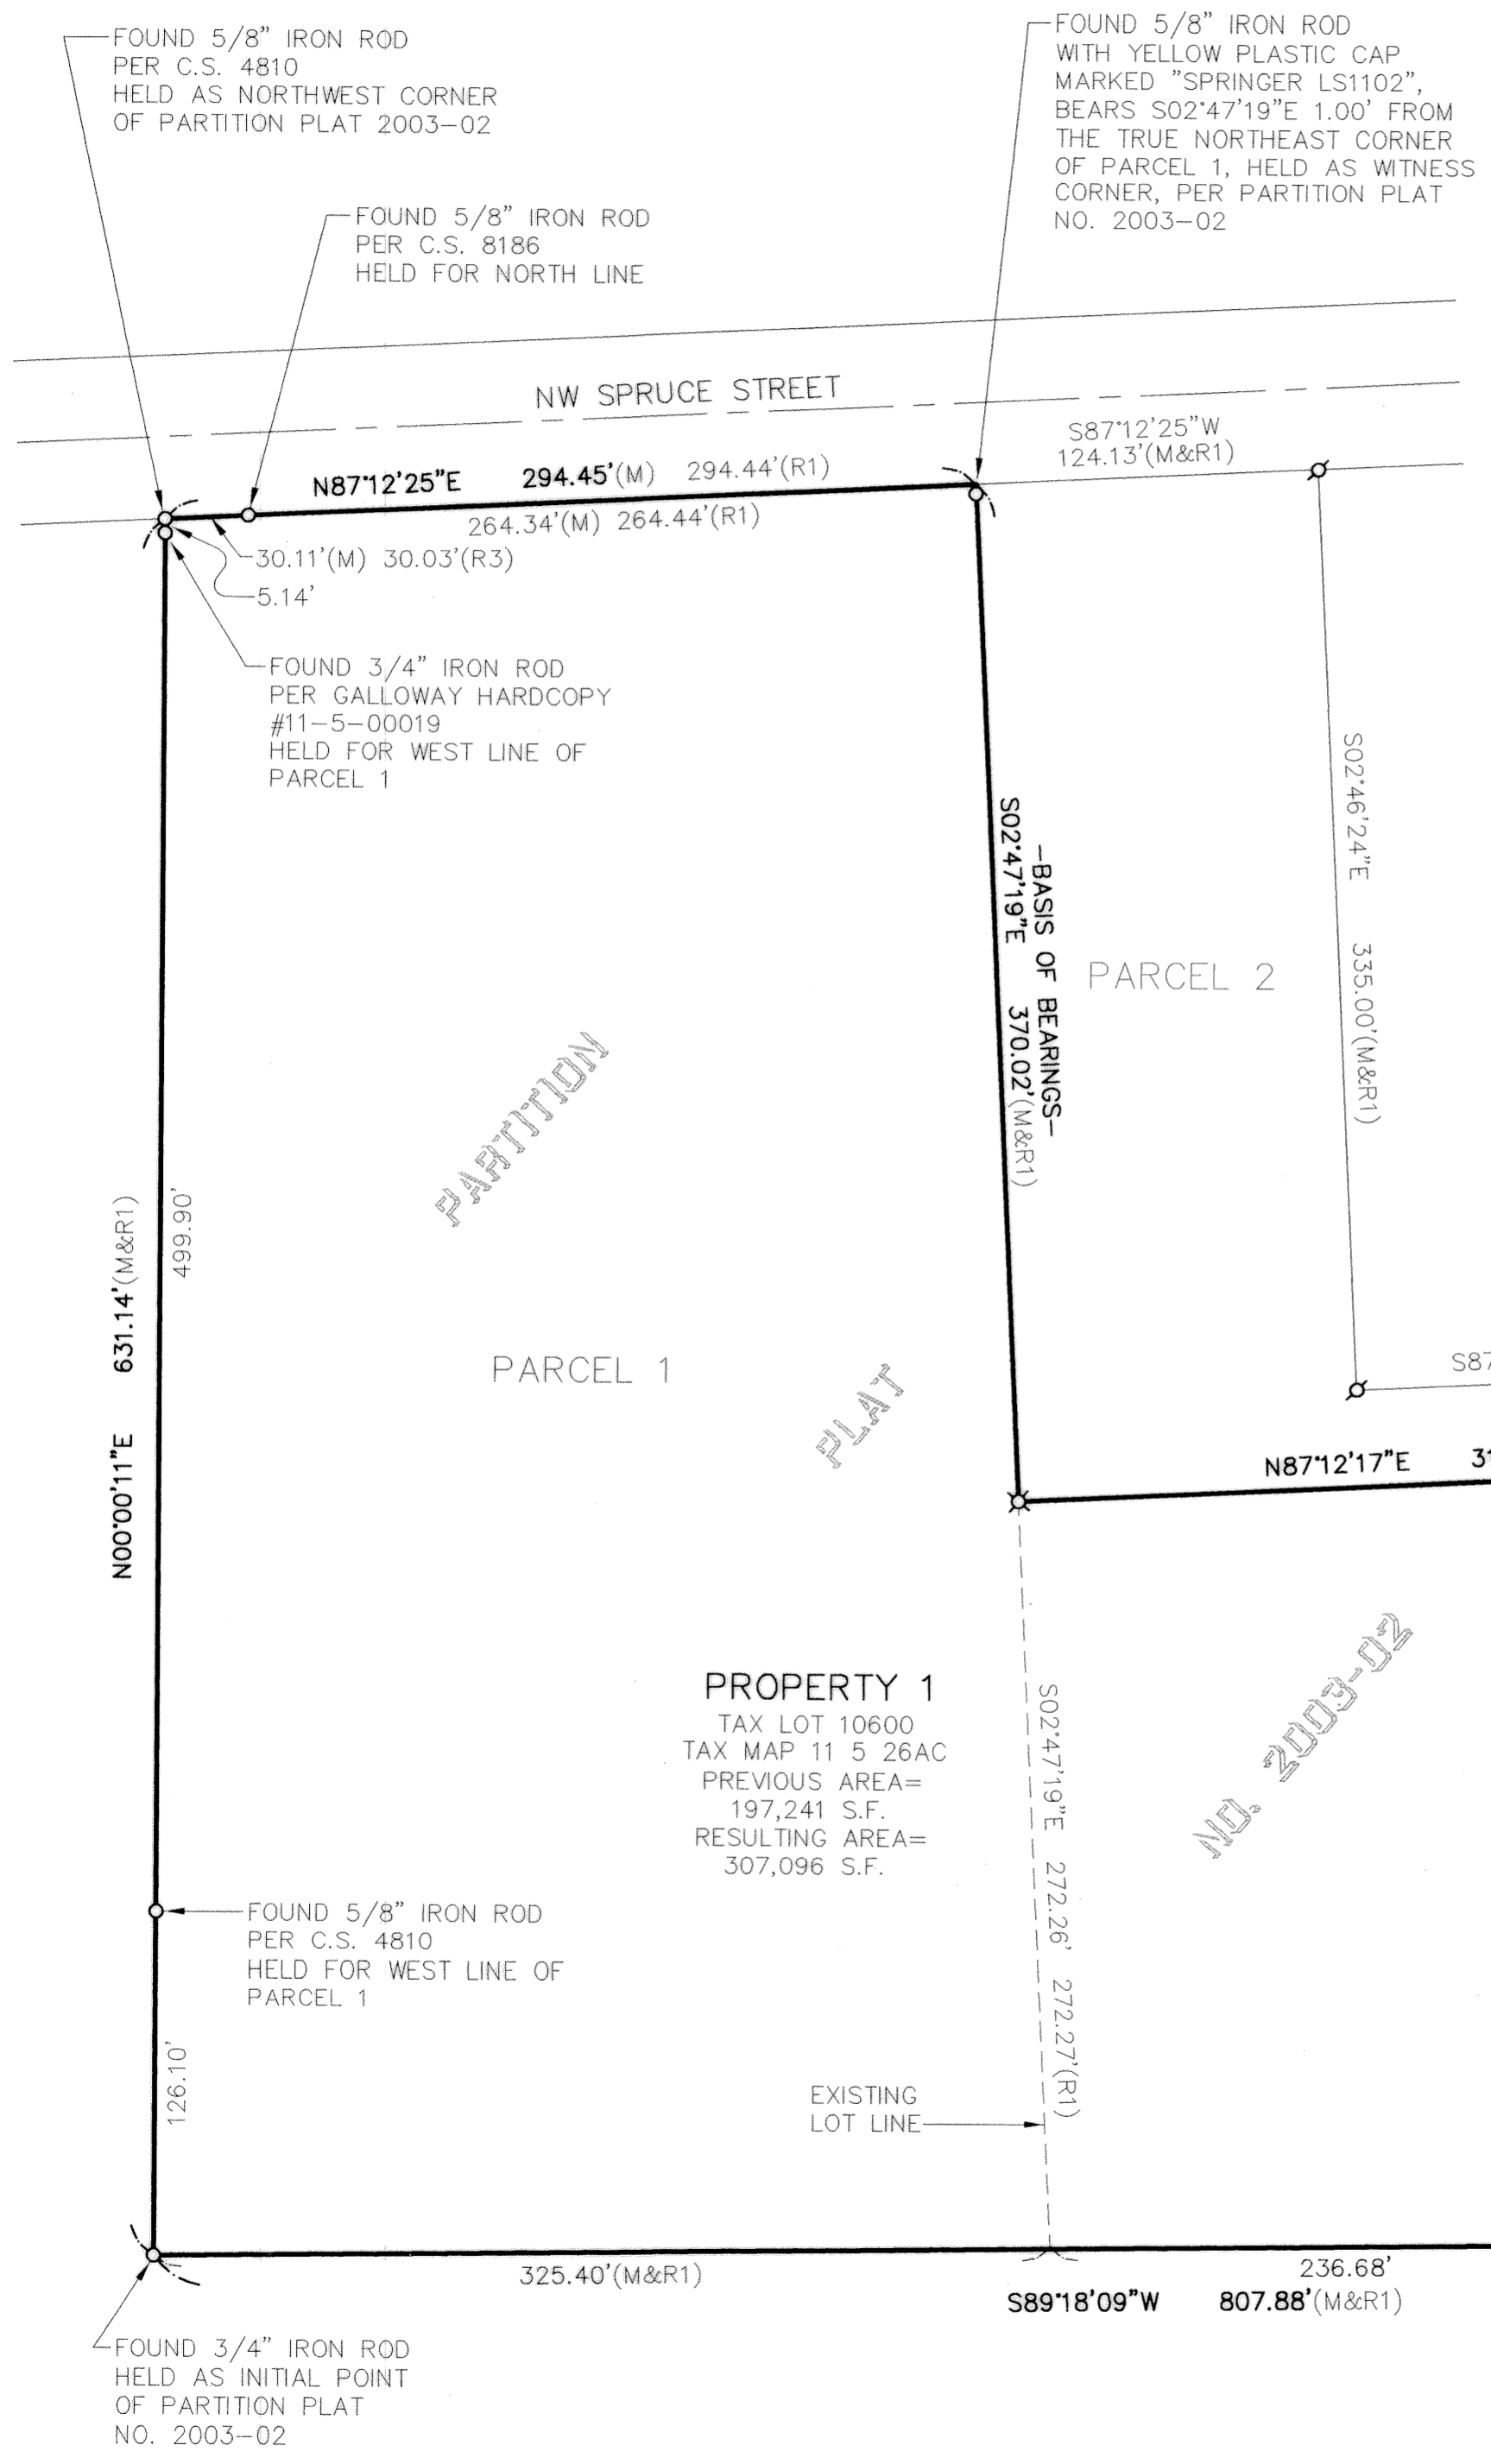 FOUND 5/8" IRON ROD
PER C.S. 4810
HELD AS NORTHWEST CORNER
OF PARTITION PLAT 2003-02
FOUND 5/8" IRON ROD
WITH YELLOW PLASTIC CAP
MARKED "SPRINGER LS1102",
BEARS S02°47'19"E 1.00' FROM
THE TRUE NORTHEAST CORNER
OF PARCEL 1, HELD AS WITNESS
CORNER, PER PARTITION PLAT
NO. 2003-02
FOUND 5/8" IRON ROD
PER C.S. 8186
HELD FOR NORTH LINE
NW SPRUCE STREET
S87°12'25"W
124.13'(M&R1)
N87°12'25"E 294.45'(M) 294.44'(R1)
264.34'(M) 264.44'(R1)
30.11'(M) 30.03'(R3)
5.14'
FOUND 3/4" IRON ROD
PER GALLOWAY HARDCOPY
#11-5-00019
HELD FOR WEST LINE OF
PARCEL 1
-BASIS OF BEARINGS-
S02°47'19"E 370.02'(M&R1)
S02°46'24"E 335.00'(M&R1)
PARCEL 2
PARTITION
N00°00'11"E 631.14'(M&R1)
499.90'
PARCEL 1
PLAT
S87
N87°12'17"E 31
PROPERTY 1
TAX LOT 10600
TAX MAP 11 5 26AC
PREVIOUS AREA=
197,241 S.F.
RESULTING AREA=
307,096 S.F.
S02°47'19"E 272.26' 272.27'(R1)
NO. 2003-02
FOUND 5/8" IRON ROD
PER C.S. 4810
HELD FOR WEST LINE OF
PARCEL 1
126.10'
EXISTING
LOT LINE
325.40'(M&R1)
236.68'
S89°18'09"W 807.88'(M&R1)
FOUND 3/4" IRON ROD
HELD AS INITIAL POINT
OF PARTITION PLAT
NO. 2003-02